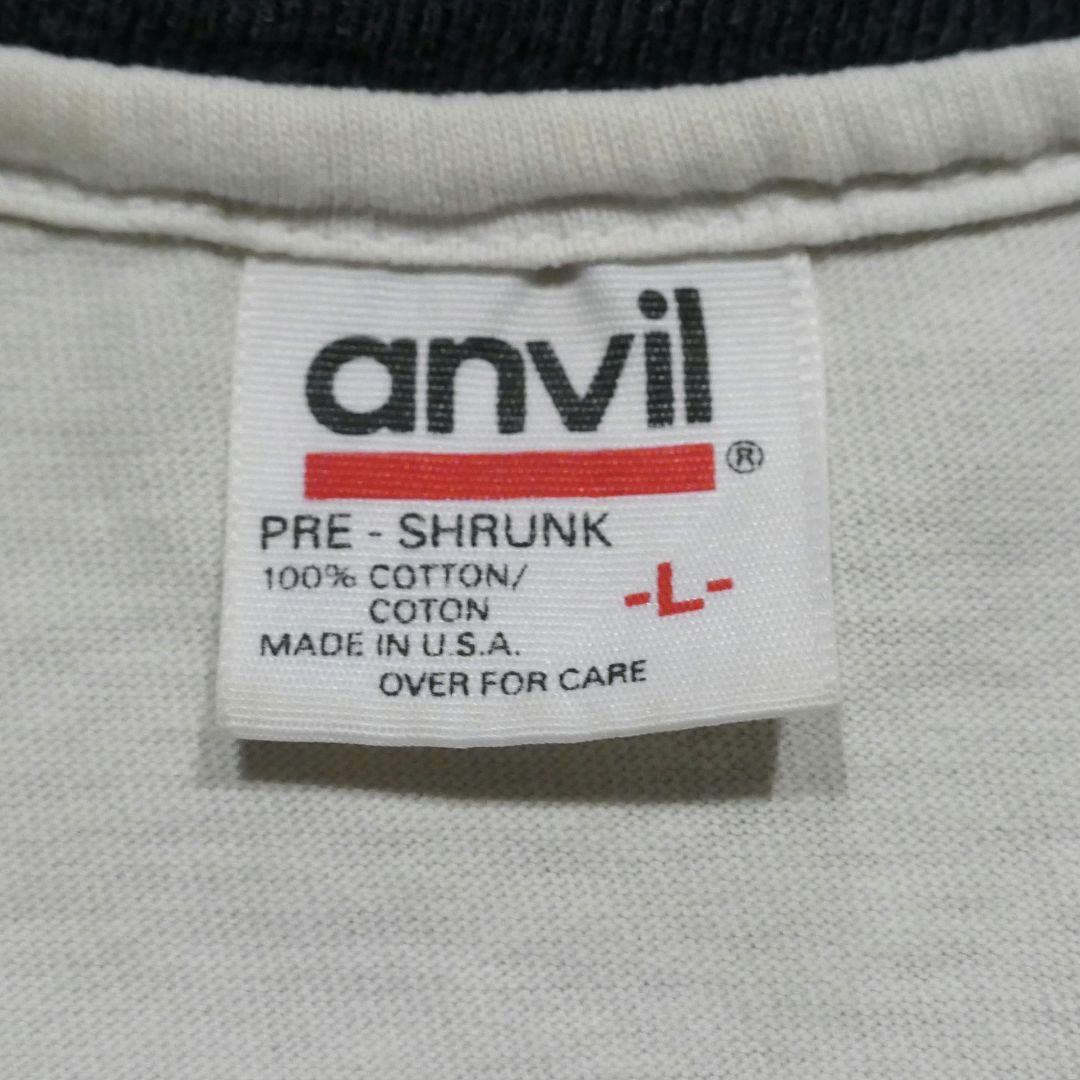 anvil
®
PRE - SHRUNK
100% COTTON/
COTON
-L-
MADE IN U.S.A.
OVER FOR CARE